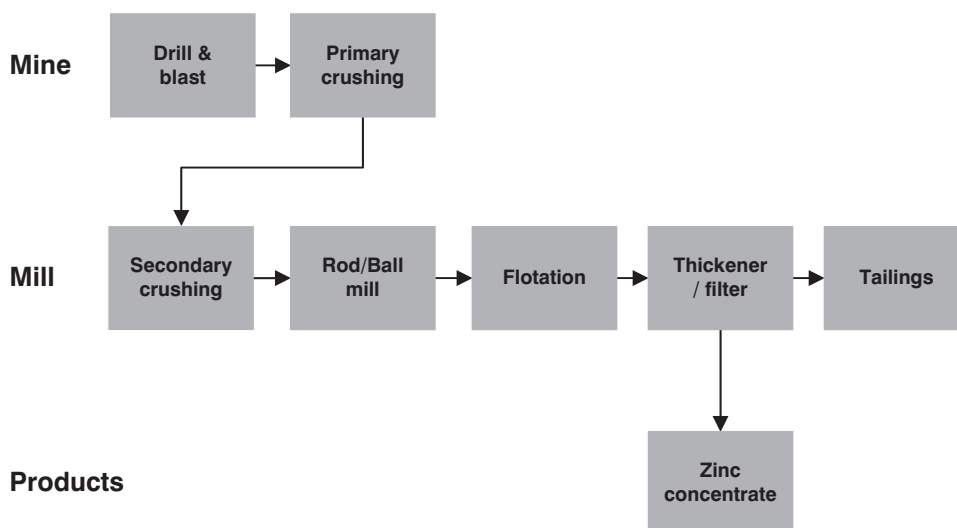 Mine
Drill &
blast
Primary
crushing
Mill
Secondary
crushing
Rod/Ball
mill
Flotation
Thickener
/ filter
Tailings
Products
Zinc
concentrate